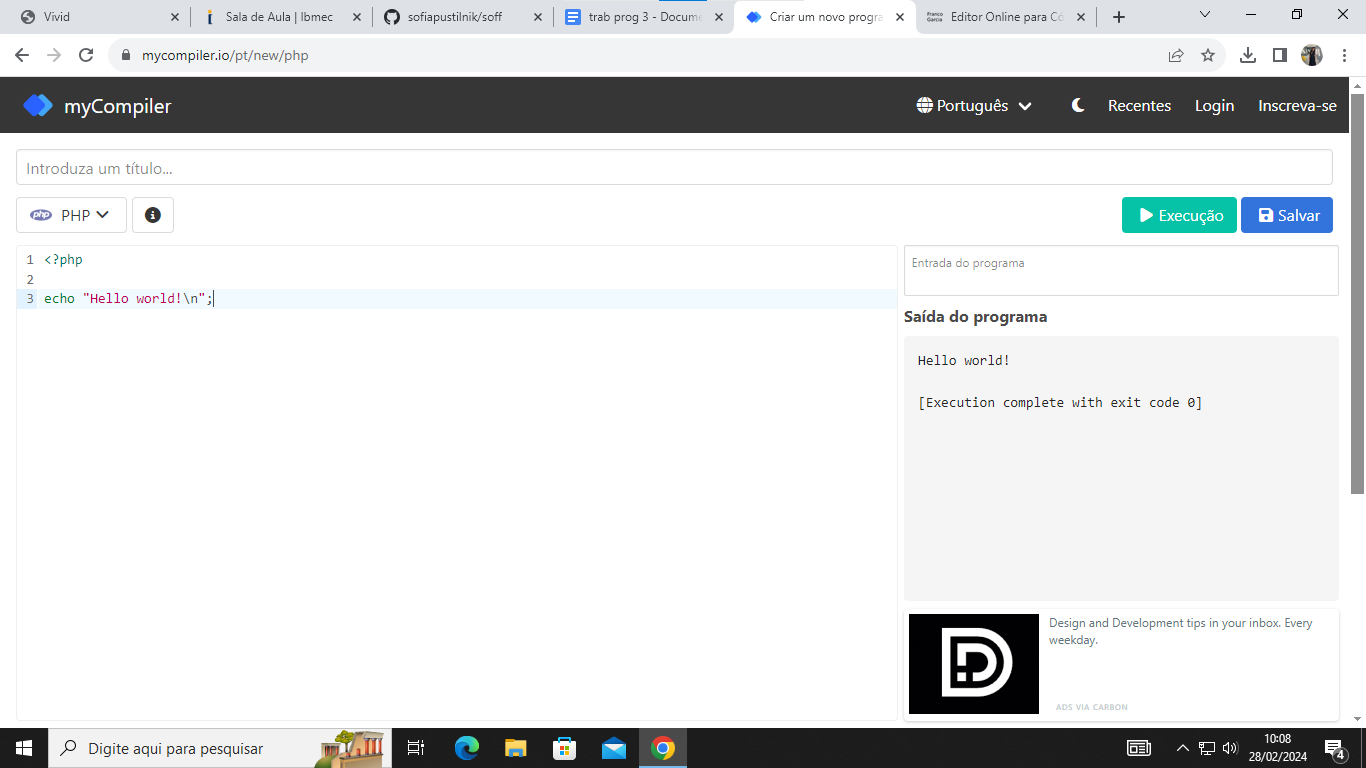 Vivid
Sala de Aula | Ibmec
sofiapustilnik/soff
trab prog 3 - Docume
Criar um novo progra
Franco Garcia
Editor Online para Có
mycompiler.io/pt/new/php
myCompiler
Português
Recentes
Login
Inscreva-se
Introduza um título...
php PHP
Execução
Salvar
1 <?php
2
3 echo "Hello world!\n";
Entrada do programa
Saída do programa
Hello world!
[Execution complete with exit code 0]
Design and Development tips in your inbox. Every
weekday.
ADS VIA CARBON
Digite aqui para pesquisar
10:08
28/02/2024
4